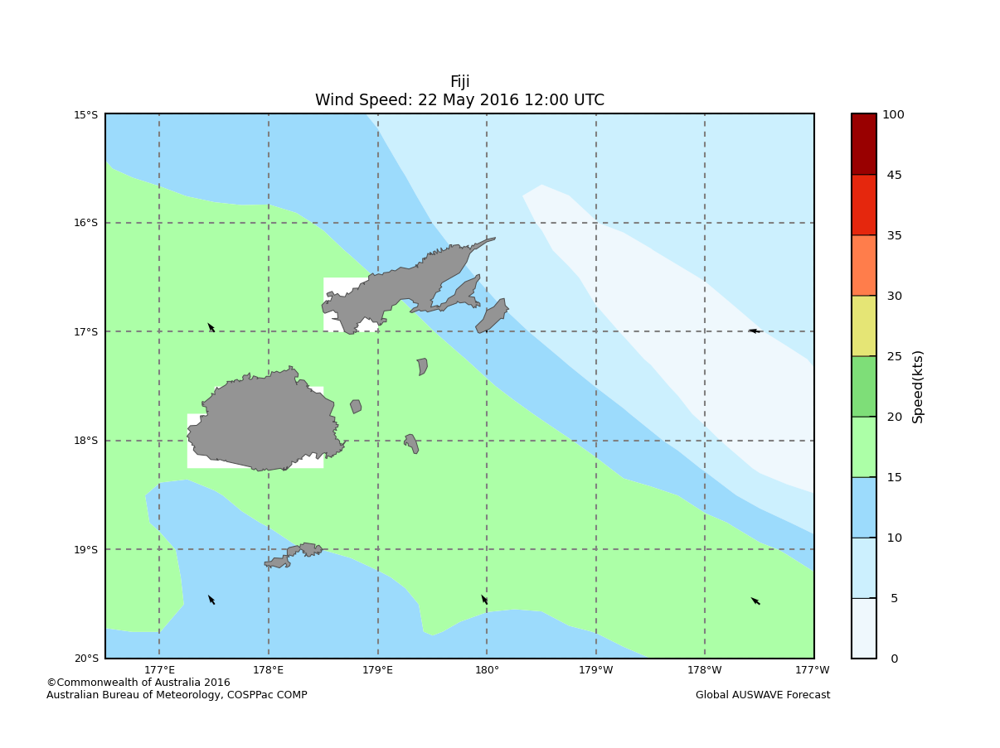 Fiji
Wind Speed: 22 May 2016 12:00 UTC
15°S
16°S
17°S
18°S
19°S
20°S
177°E
178°E
179°E
180°
179°W
178°W
177°W
100
45
35
30
25
20
15
10
5
0
Speed(kts)
©Commonwealth of Australia 2016
Australian Bureau of Meteorology, COSPPac COMP
Global AUSWAVE Forecast